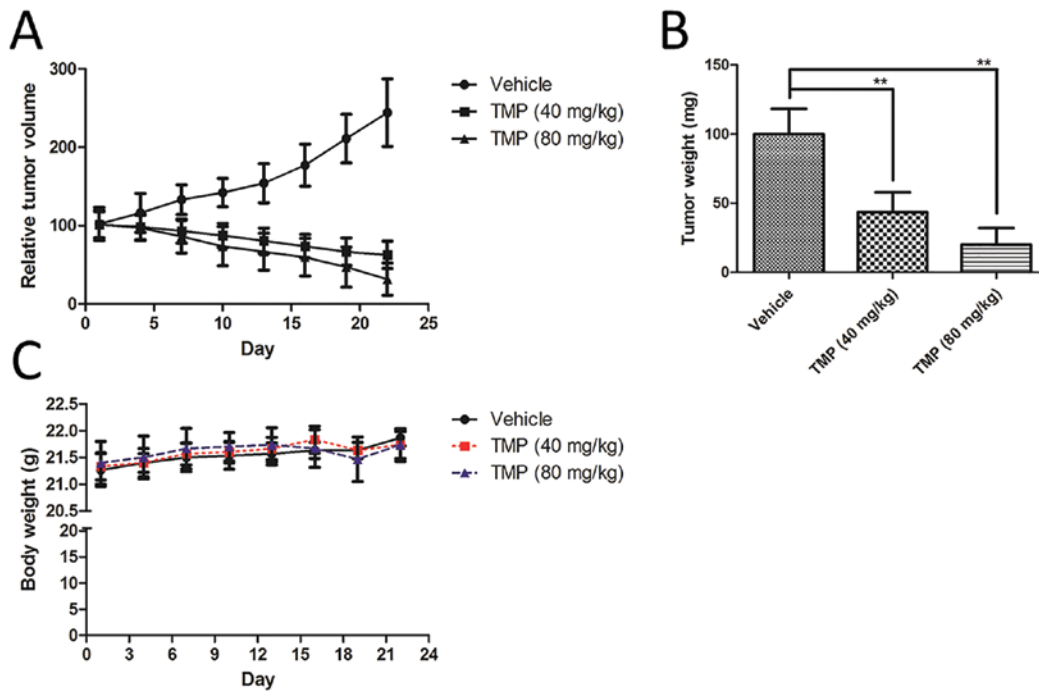 A
Relative tumor volume
300
200
100
0
0 5 10 15 20 25
Day
Vehicle
TMP (40 mg/kg)
TMP (80 mg/kg)
B
Tumor weight (mg)
150
100
50
0
**
**
Vehicle
TMP (40 mg/kg)
TMP (80 mg/kg)
C
Body weight (g)
22.5
22.0
21.5
21.0
20.5
20
15
10
5
0
0 3 6 9 12 15 18 21 24
Day
Vehicle
TMP (40 mg/kg)
TMP (80 mg/kg)